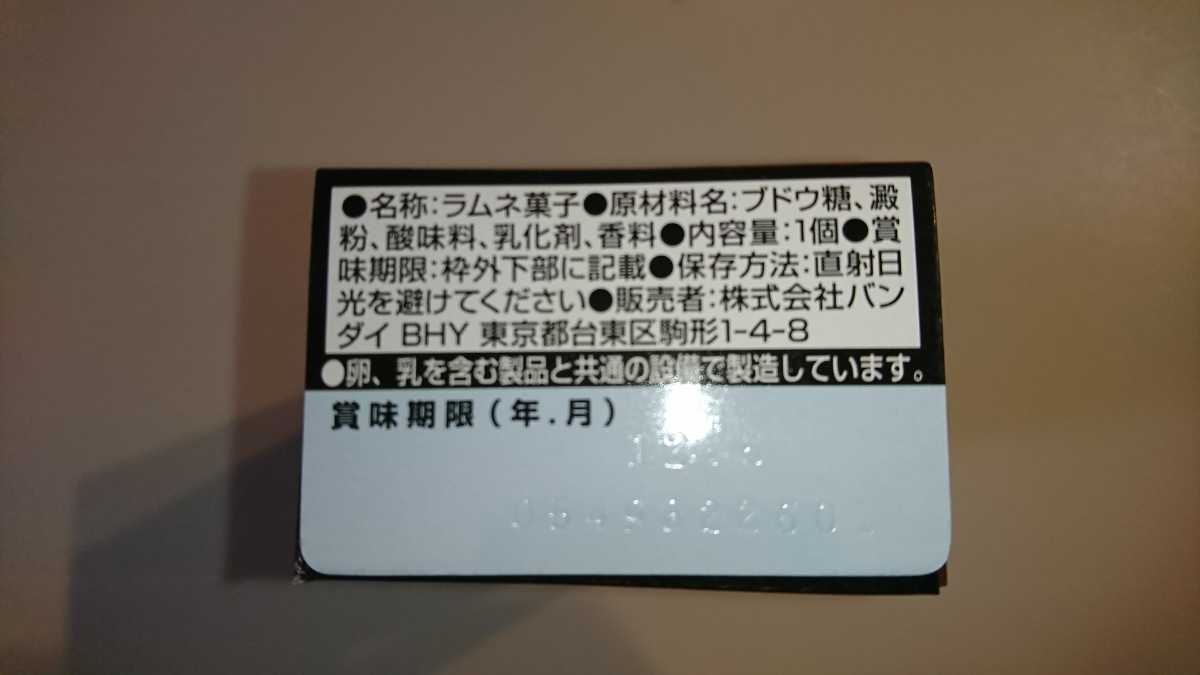 ●名称:ラムネ菓子●原材料名:ブドウ糖、澱
粉、酸味料、乳化剤、香料●内容量:1個●賞
味期限:枠外下部に記載●保存方法:直射日
光を避けてください●販売者:株式会社バン
ダイ BHY 東京都台東区駒形1-4-8
●卵、乳を含む製品と共通の設備で製造しています。
賞味期限(年.月)